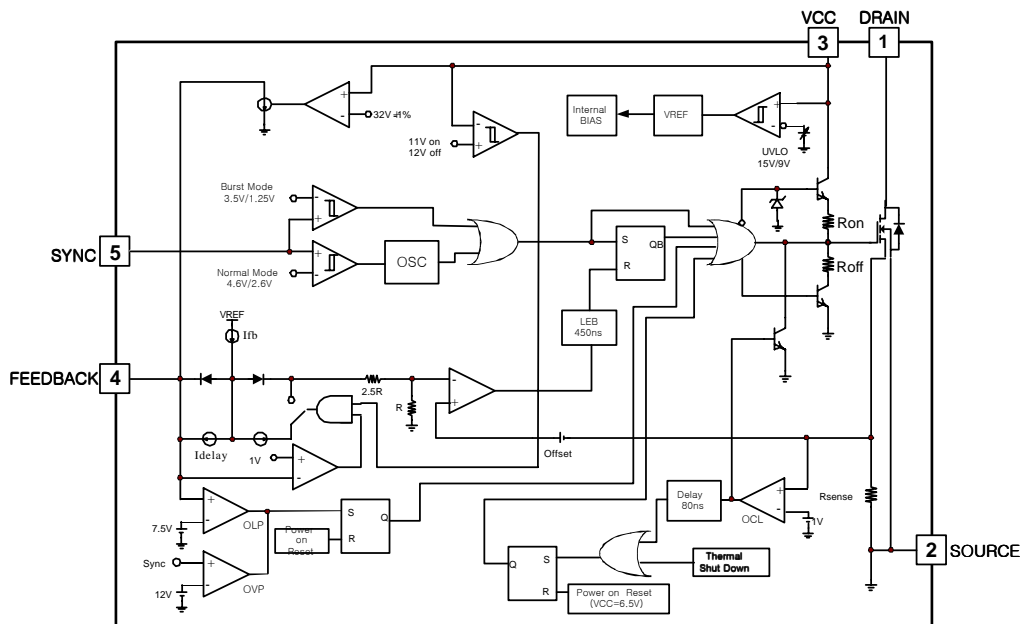 VCC
DRAIN
3
1
+
-
32V =1%
Internal
BIAS
VREF
+
-
11V on
12V off
-
+
UVLO
15V/9V
Burst Mode
3.5V/1.25V
-
+
SYNC
5
OSC
S
QB
R
Ron
Roff
Normal Mode
4.6V/2.6V
+
-
VREF
Ifb
LEB
450ns
FEEDBACK
4
2.5R
R
-
+
Idelay
1V
+
-
Offset
7.5V
+
-
OLP
Power
on
Reset
S
Q
R
Delay
80ns
+
-
OCL
1V
Rsense
Sync
12V
+
-
OVP
Q
S
R
Thermal
Shut Down
Power on Reset
(VCC=6.5V)
2
SOURCE